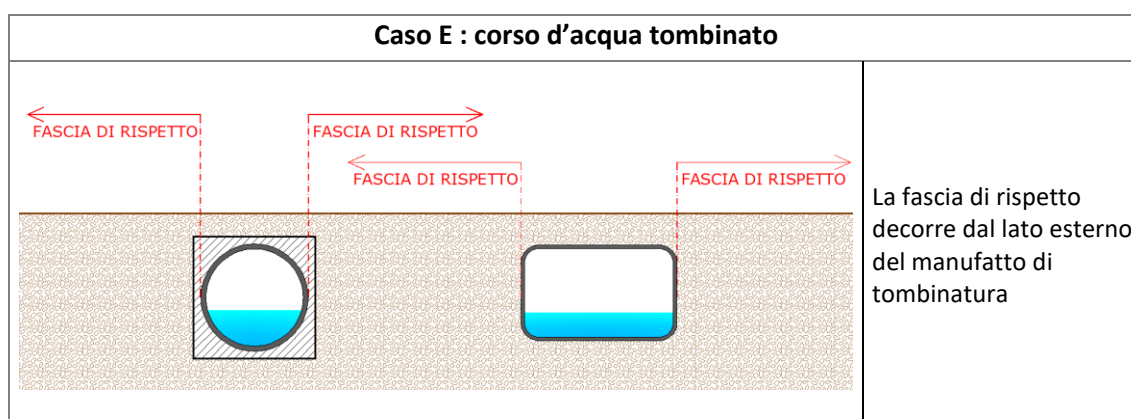 Caso E : corso d’acqua tombinato
FASCIA DI RISPETTO
FASCIA DI RISPETTO
FASCIA DI RISPETTO
FASCIA DI RISPETTO
La fascia di rispetto
decorre dal lato esterno
del manufatto di
tombinatura